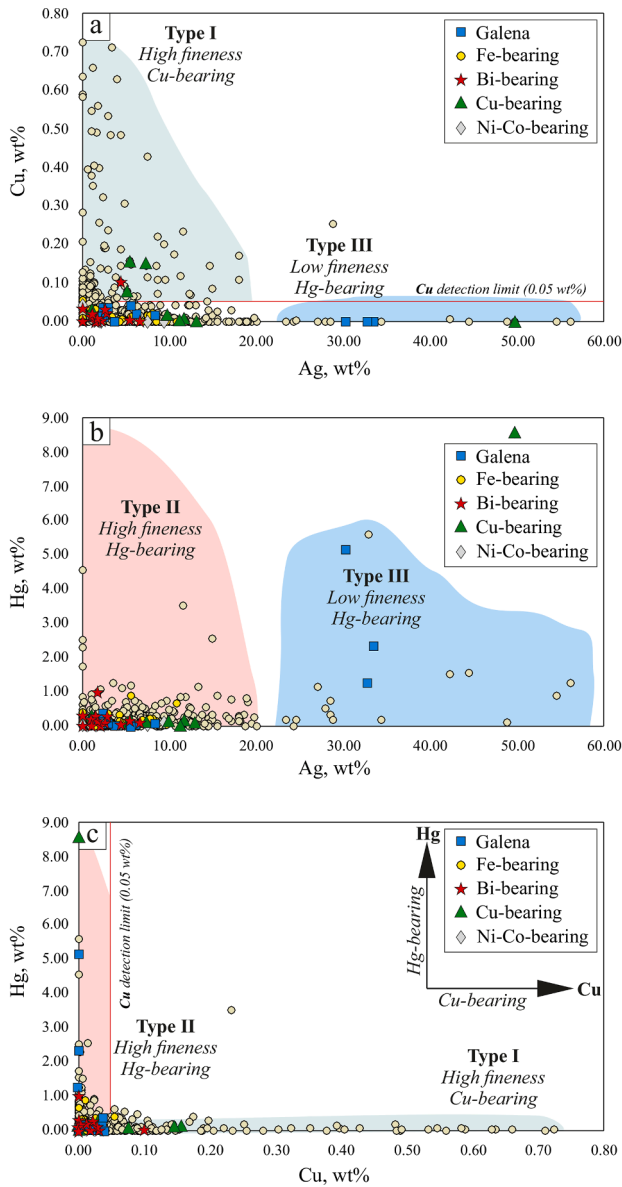 a
Type I
High fineness
Cu-bearing
Galena
Fe-bearing
Bi-bearing
Cu-bearing
Ni-Co-bearing
Type III
Low fineness
Hg-bearing
Cu detection limit (0.05 wt%)
Cu, wt%
0.80
0.70
0.60
0.50
0.40
0.30
0.20
0.10
0.00
0.00 10.00 20.00 30.00 40.00 50.00 60.00
Ag, wt%
b
Type II
High fineness
Hg-bearing
Galena
Fe-bearing
Bi-bearing
Cu-bearing
Ni-Co-bearing
Type III
Low fineness
Hg-bearing
Hg, wt%
9.00
8.00
7.00
6.00
5.00
4.00
3.00
2.00
1.00
0.00
0.00 10.00 20.00 30.00 40.00 50.00 60.00
Ag, wt%
c
Cu detection limit (0.05 wt%)
Hg
Hg-bearing
Cu-bearing
Cu
Galena
Fe-bearing
Bi-bearing
Cu-bearing
Ni-Co-bearing
Type II
High fineness
Hg-bearing
Type I
High fineness
Cu-bearing
Hg, wt%
9.00
8.00
7.00
6.00
5.00
4.00
3.00
2.00
1.00
0.00
0.00 0.10 0.20 0.30 0.40 0.50 0.60 0.70 0.80
Cu, wt%